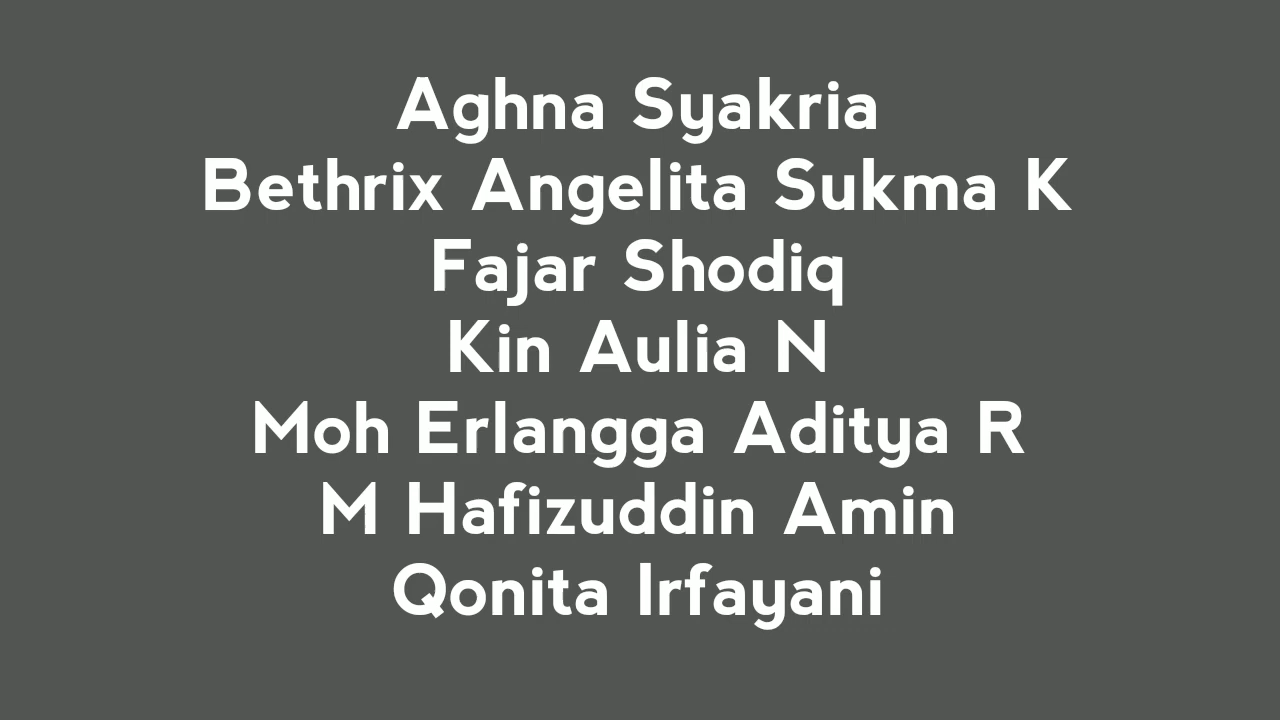 Aghna Syakria
Bethrix Angelita Sukma K
Fajar Shodiq
Kin Aulia N
Moh Erlangga Aditya R
M Hafizuddin Amin
Qonita Irfayani